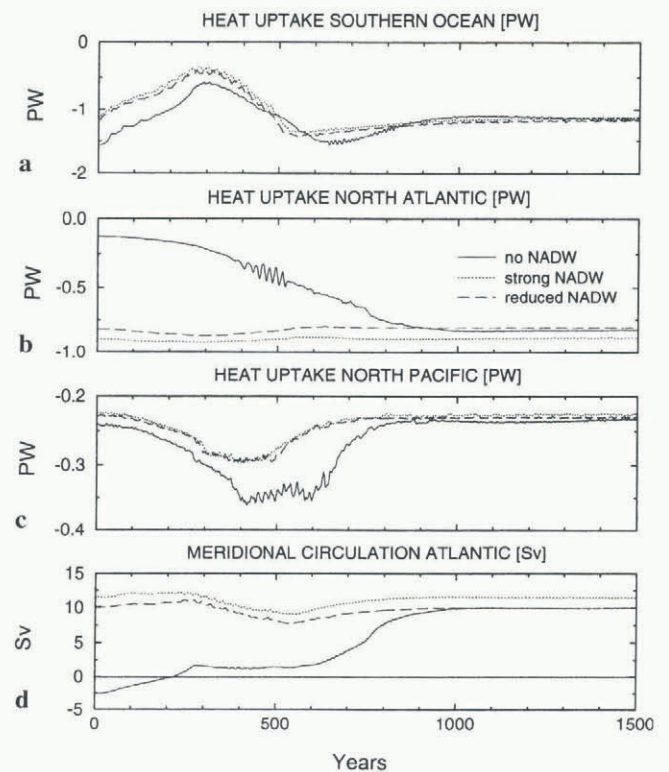 HEAT UPTAKE SOUTHERN OCEAN [PW]
0
-1
-2
PW
a
HEAT UPTAKE NORTH ATLANTIC [PW]
0.0
-0.5
-1.0
PW
b
no NADW
strong NADW
reduced NADW
HEAT UPTAKE NORTH PACIFIC [PW]
-0.2
-0.3
-0.4
PW
c
MERIDIONAL CIRCULATION ATLANTIC [Sv]
15
10
5
0
-5
Sv
d
0 500 1000 1500
Years